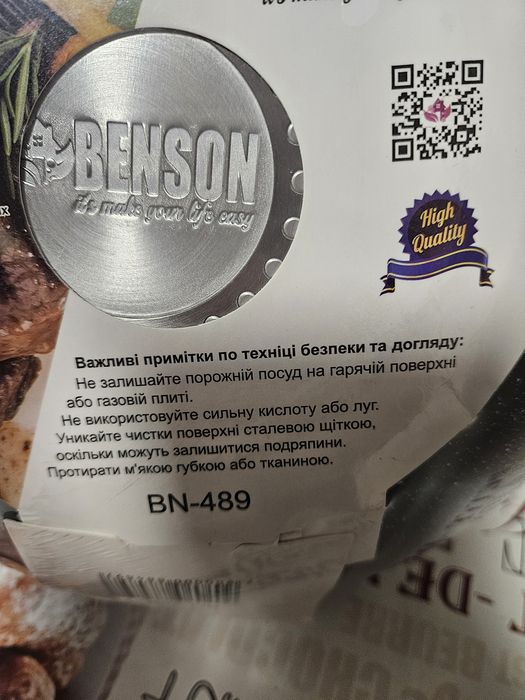 BENSON
it's make your life easy
High
Quality
Важливі примітки по техніці безпеки та догляду:
Не залишайте порожній посуд на гарячій поверхні
або газовій плиті.
Не використовуйте сильну кислоту або луг.
Уникайте чистки поверхні сталевою щіткою,
оскільки можуть залишитися подряпини.
Протирати м'якою губкою або тканиною.
BN-489